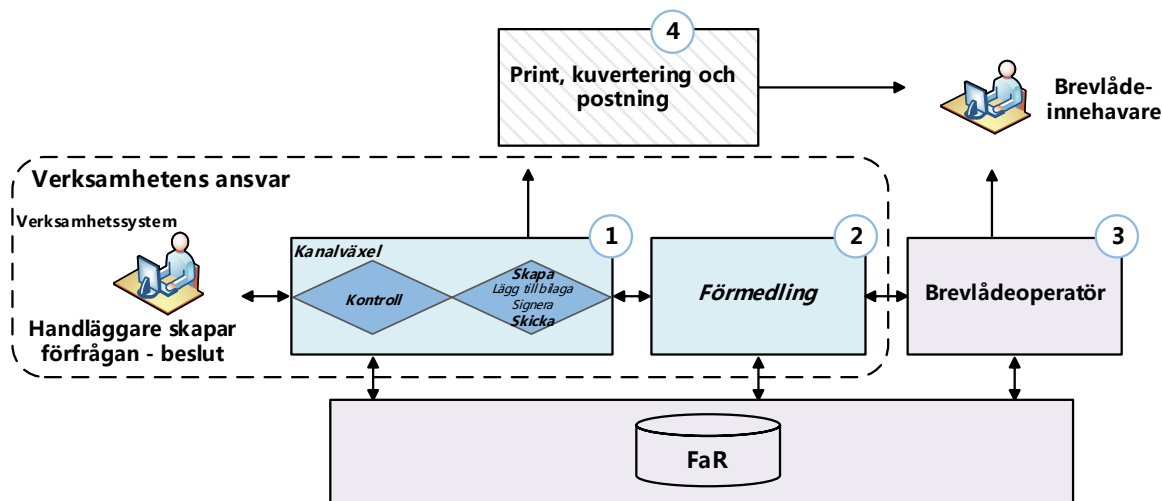 4
Print, kuvertering och
postning
Brevlåde-
innehavare
Verksamhetens ansvar
Verksamhetssystem
1
2
3
Kanalväxel
Kontroll
Skapa
Lägg till bilaga
Signera
Skicka
Förmedling
Brevlådeoperatör
Handläggare skapar
förfrågan - beslut
FaR